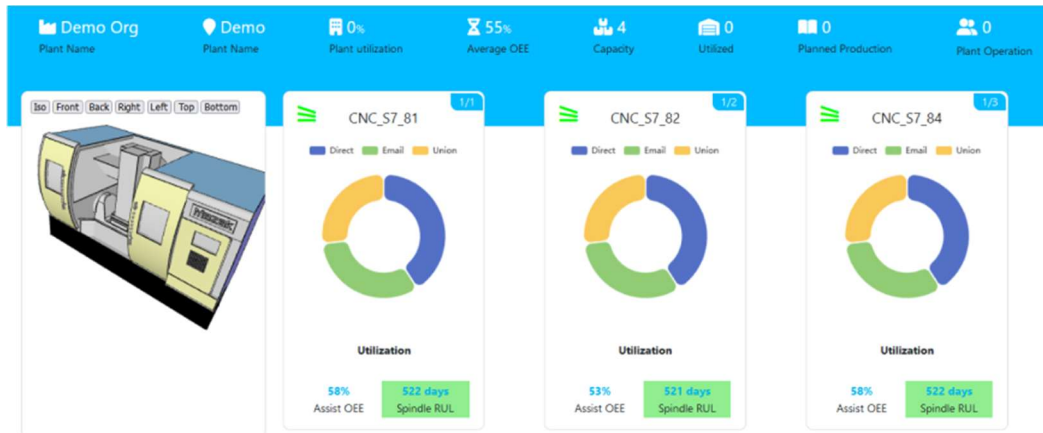 Demo Org
Plant Name
Demo
Plant Name
0%
Plant utilization
55%
Average OEE
4
Capacity
0
Utilized
0
Planned Production
0
Plant Operation
Iso Front Back Right Left Top Bottom
1/1
CNC_S7_81
Direct Email Union
Utilization
58%
Assist OEE
522 days
Spindle RUL
1/2
CNC_S7_82
Direct Email Union
Utilization
53%
Assist OEE
521 days
Spindle RUL
1/3
CNC_S7_84
Direct Email Union
Utilization
58%
Assist OEE
522 days
Spindle RUL